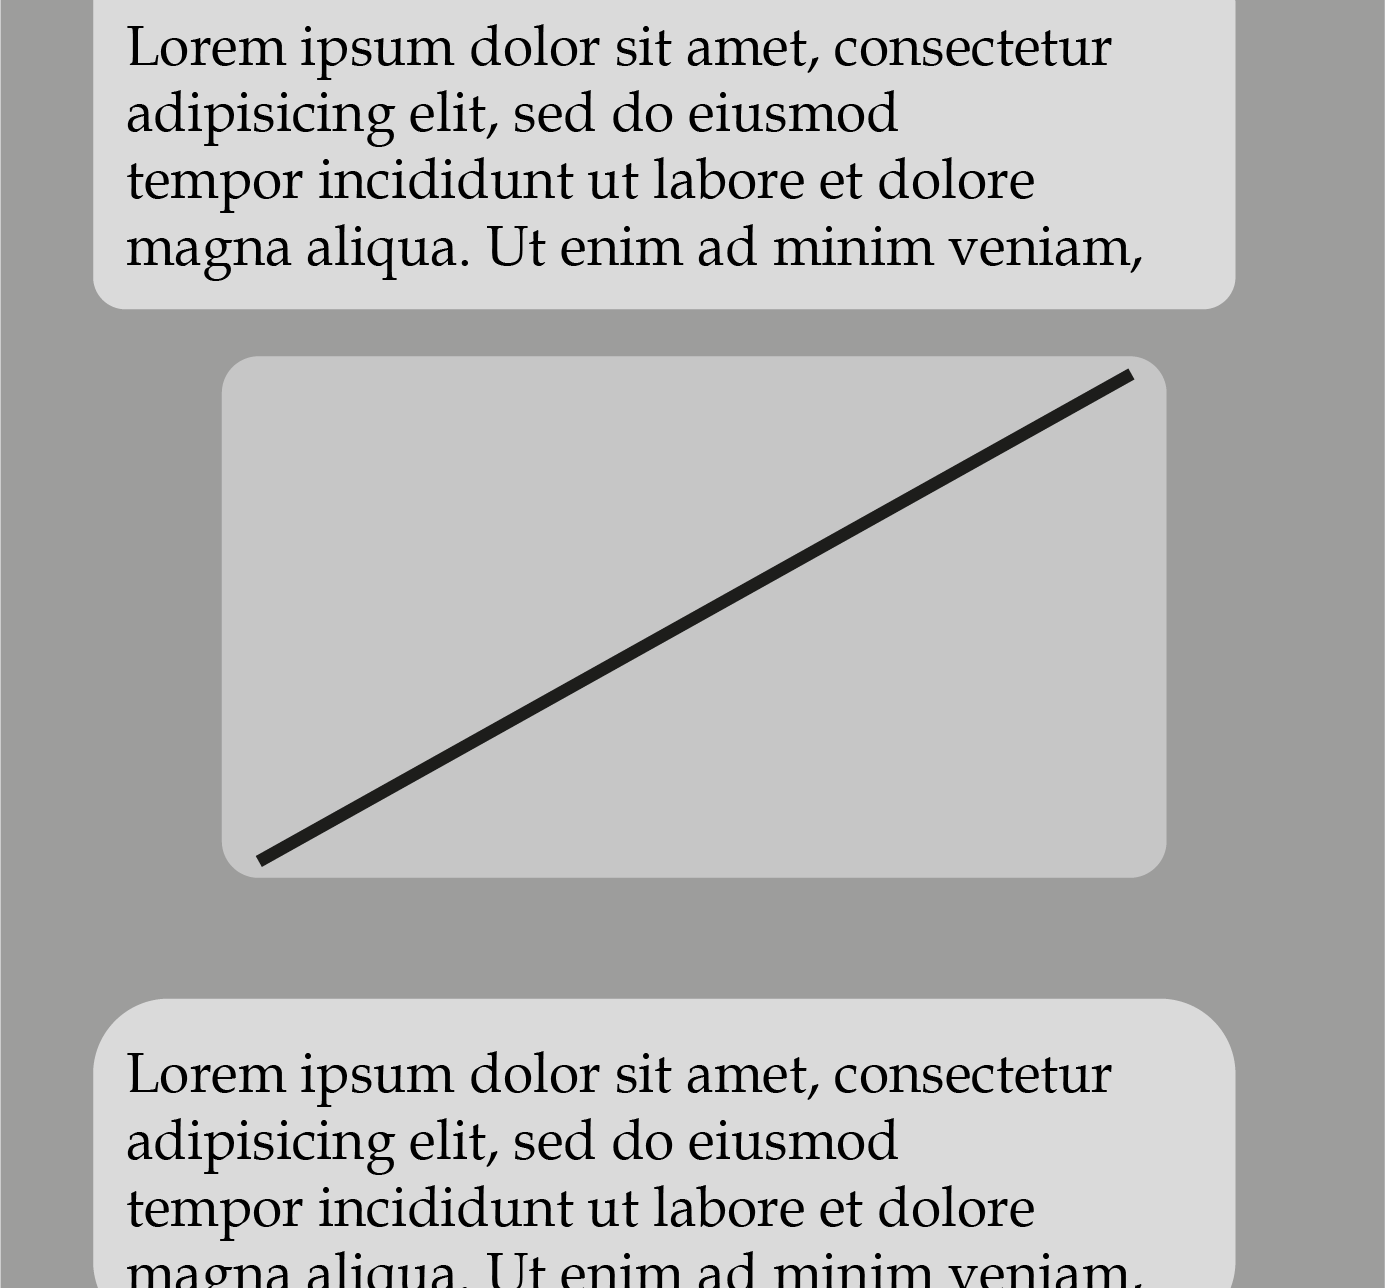 Lorem ipsum dolor sit amet, consectetur
adipisicing elit, sed do eiusmod
tempor incididunt ut labore et dolore
magna aliqua. Ut enim ad minim veniam,
Lorem ipsum dolor sit amet, consectetur
adipisicing elit, sed do eiusmod
tempor incididunt ut labore et dolore
magna aliqua. Ut enim ad minim veniam,